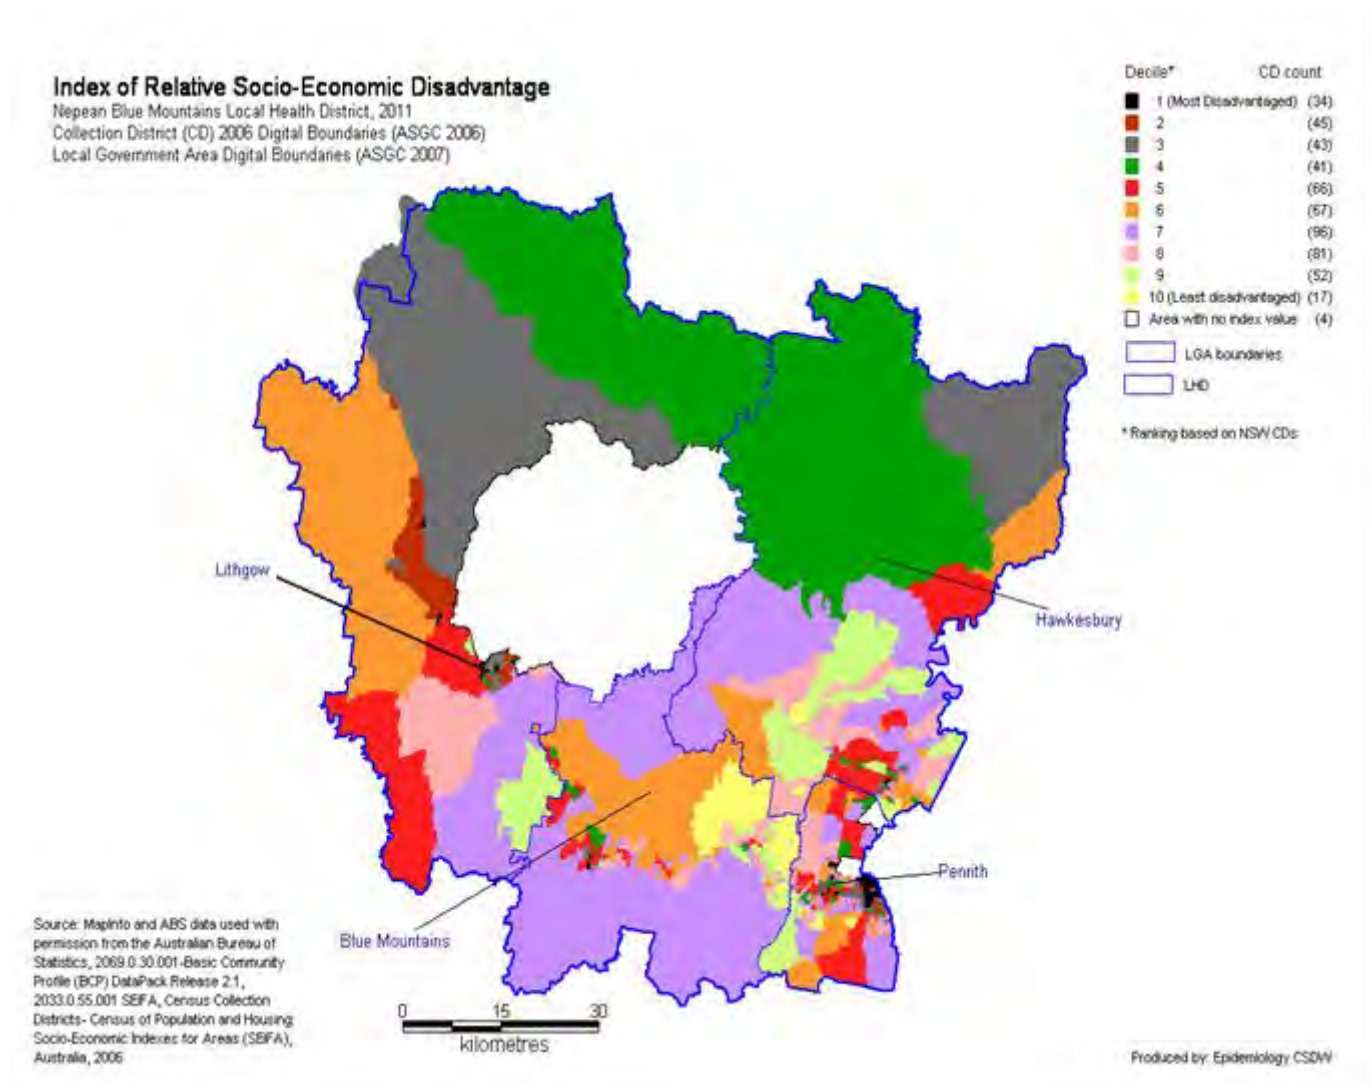 Index of Relative Socio-Economic Disadvantage
Nepean Blue Mountains Local Health District, 2011
Collection District (CD) 2006 Digital Boundaries (ASGC 2006)
Local Government Area Digital Boundaries (ASGC 2007)
Decile* CD count
1 (Most Disadvantaged) (34)
2 (45)
3 (43)
4 (41)
5 (66)
6 (67)
7 (96)
8 (81)
9 (52)
10 (Least disadvantaged) (17)
Area with no index value (4)
LGA boundaries
LHD
* Ranking based on NSW CDs
Lithgow
Hawkesbury
Penrith
Blue Mountains
Source: MapInfo and ABS data used with
permission from the Australian Bureau of
Statistics, 2069.0.30.001-Basic Community
Profile (BCP) DataPack Release 2.1,
2033.0.55.001 SEIFA, Census Collection
Districts- Census of Population and Housing:
Socio-Economic Indexes for Areas (SEIFA),
Australia, 2006
0 15 30
kilometres
Produced by: Epidemiology CSDW